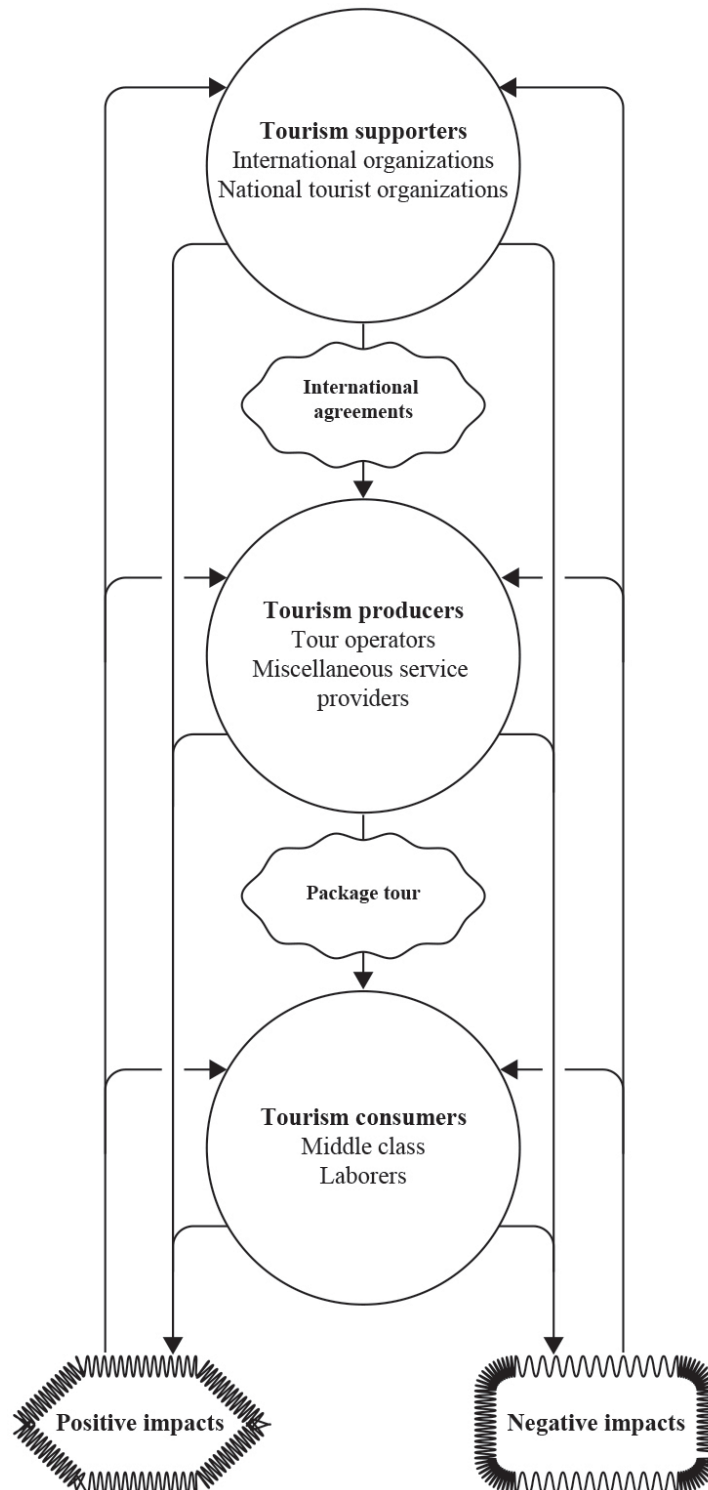 Tourism supporters
International organizations
National tourist organizations
International
agreements
Tourism producers
Tour operators
Miscellaneous service
providers
Package tour
Tourism consumers
Middle class
Laborers
Positive impacts
Negative impacts